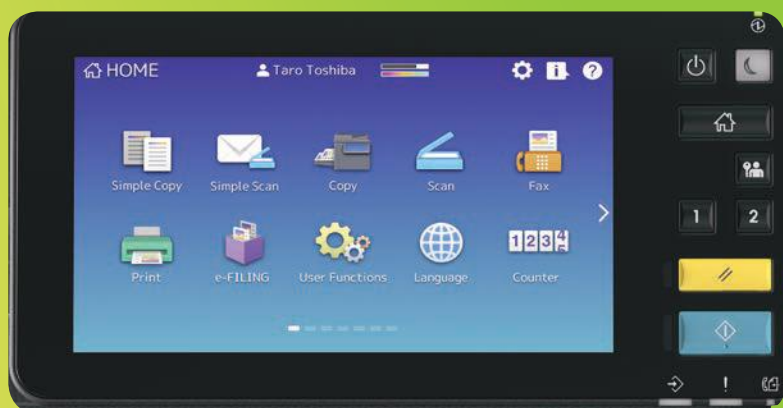 HOME
Taro Toshiba
i
?
Simple Copy
Simple Scan
Copy
Scan
Fax
Print
e-FILING
User Functions
Language
Counter
1 2
!